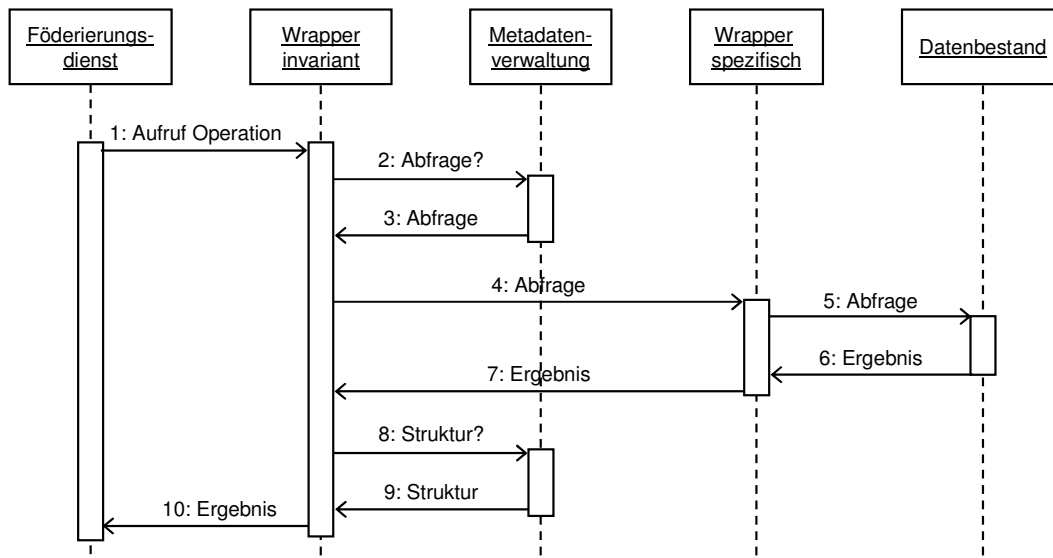 Föderierungs-
dienst
Wrapper
invariant
Metadaten-
verwaltung
Wrapper
spezifisch
Datenbestand
1: Aufruf Operation
2: Abfrage?
3: Abfrage
4: Abfrage
5: Abfrage
6: Ergebnis
7: Ergebnis
8: Struktur?
9: Struktur
10: Ergebnis